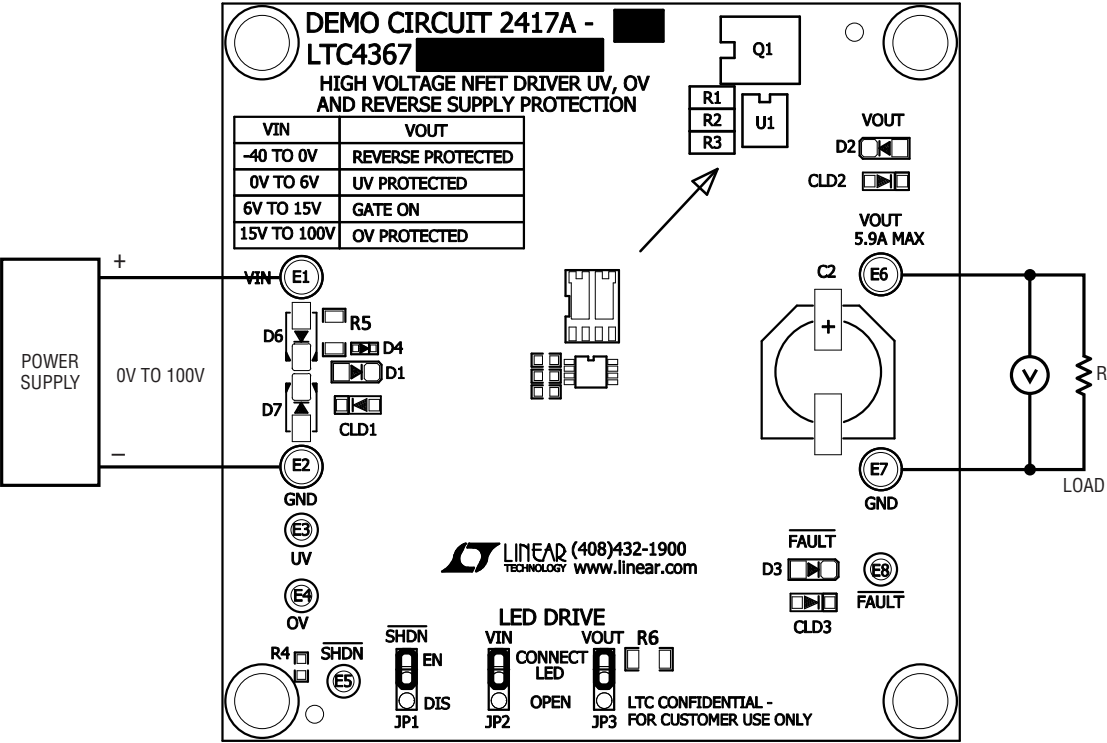 DEMO CIRCUIT 2417A -
LTC4367
HIGH VOLTAGE NFET DRIVER UV, OV
AND REVERSE SUPPLY PROTECTION
VIN VOUT
-40 TO 0V REVERSE PROTECTED
0V TO 6V UV PROTECTED
6V TO 15V GATE ON
15V TO 100V OV PROTECTED
Q1
R1
R2
R3
U1
VOUT
D2
CLD2
VOUT
5.9A MAX
E6
C2
+
+
VIN
E1
POWER
SUPPLY
0V TO 100V
D6
R5
D4
D1
D7
CLD1
–
E2
GND
E3
UV
E4
OV
V
R
LOAD
E7
GND
LINEAR
TECHNOLOGY
(408)432-1900
www.linear.com
FAULT
D3
E8
FAULT
CLD3
LED DRIVE
R4
SHDN
E5
SHDN
EN
DIS
JP1
VIN
CONNECT
LED
OPEN
JP2
VOUT
R6
JP3
LTC CONFIDENTIAL -
FOR CUSTOMER USE ONLY